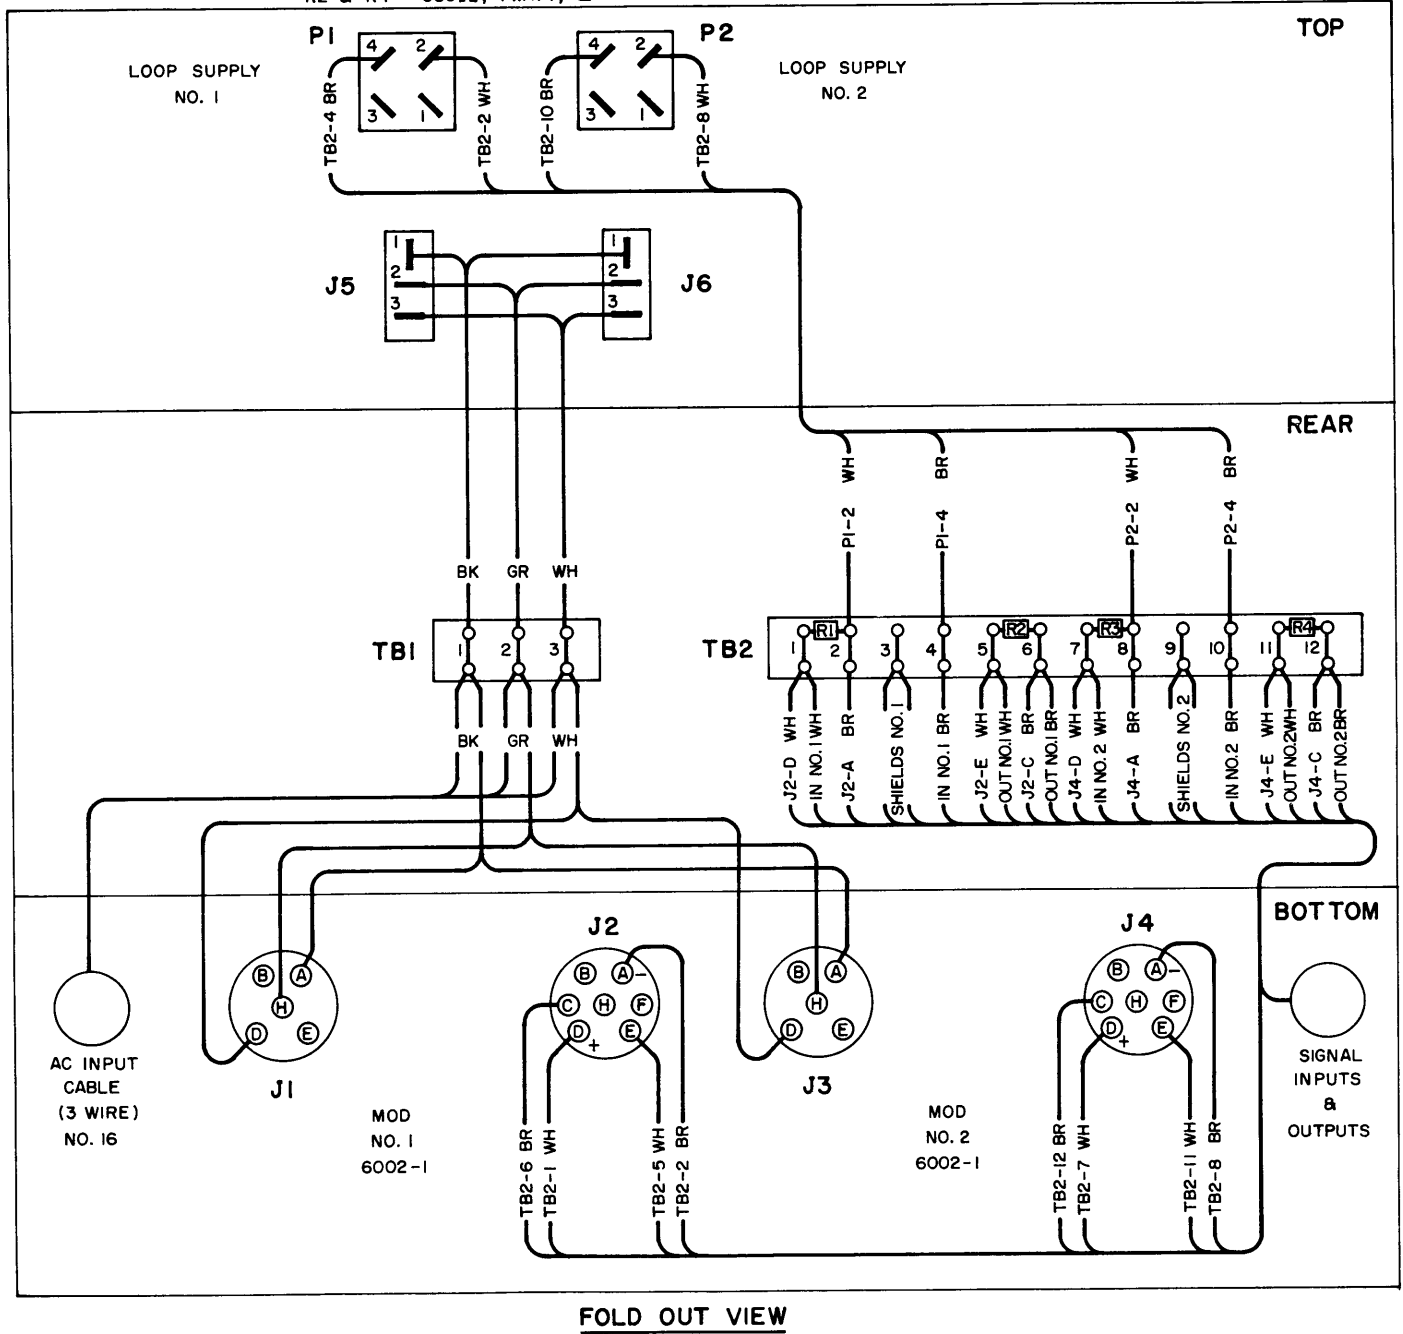 TOP
P1
4
2
3
1
P2
4
2
3
1
LOOP SUPPLY
NO. 1
LOOP SUPPLY
NO. 2
TB2-4 BR
TB2-2 WH
TB2-10 BR
TB2-8 WH
J5
1
2
3
J6
1
2
3
REAR
WH
BR
WH
BR
P1-2
P1-4
P2-2
P2-4
BK
GR
WH
TB1
1
2
3
TB2
R1
R2
R3
R4
1
2
3
4
5
6
7
8
9
10
11
12
BK
GR
WH
J2-D WH
IN NO. 1 WH
J2-A BR
SHIELDS NO. 1
IN NO. 1 BR
J2-E WH
OUT NO. 1 WH
J2-C BR
OUT NO. 1 BR
J4-D WH
IN NO. 2 WH
J4-A BR
SHIELDS NO. 2
IN NO. 2 BR
J4-E WH
OUT NO. 2 WH
J4-C BR
OUT NO. 2 BR
BOTTOM
J2
J4
B
A
H
D
E
B
A -
C
H
F
D
E
+
B
A
H
D
E
B
A -
C
H
F
D
E
+
AC INPUT
CABLE
(3 WIRE)
NO. 16
J1
J3
SIGNAL
INPUTS
&
OUTPUTS
MOD
NO. 1
6002-1
MOD
NO. 2
6002-1
TB2-6 BR
TB2-1 WH
TB2-5 WH
TB2-2 BR
TB2-12 BR
TB2-7 WH
TB2-11 WH
TB2-8 BR
FOLD OUT VIEW